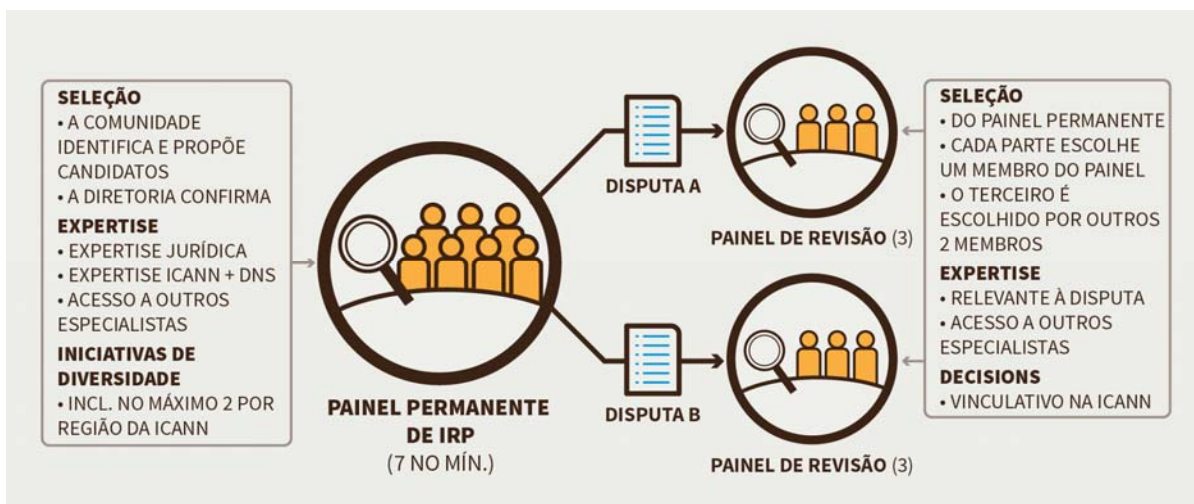 SELEÇÃO
• A COMUNIDADE
IDENTIFICA E PROPÕE
CANDIDATOS
• A DIRETORIA CONFIRMA
EXPERTISE
• EXPERTISE JURÍDICA
• EXPERTISE ICANN + DNS
• ACESSO A OUTROS
ESPECIALISTAS
INICIATIVAS DE
DIVERSIDADE
• INCL. NO MÁXIMO 2 POR
REGIÃO DA ICANN
PAINEL PERMANENTE
DE IRP
(7 NO MÍN.)
DISPUTA A
DISPUTA B
PAINEL DE REVISÃO (3)
PAINEL DE REVISÃO (3)
SELEÇÃO
• DO PAINEL PERMANENTE
• CADA PARTE ESCOLHE
UM MEMBRO DO PAINEL
• O TERCEIRO É
ESCOLHIDO POR OUTROS
2 MEMBROS
EXPERTISE
• RELEVANTE À DISPUTA
• ACESSO A OUTROS
ESPECIALISTAS
DECISIONS
• VINCULATIVO NA ICANN